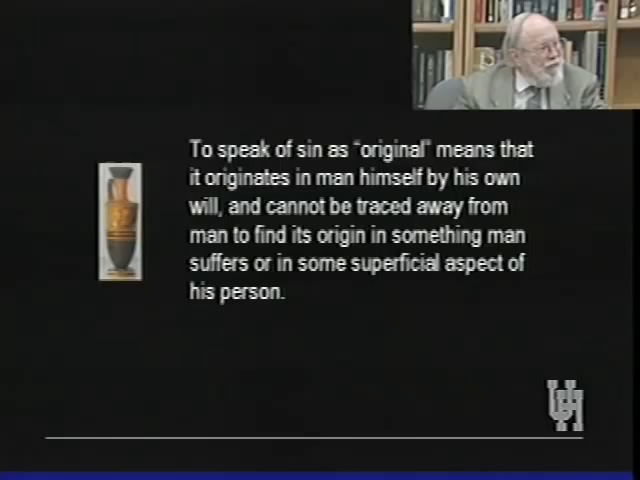 To speak of sin as "original" means that
it originates in man himself by his own
will, and cannot be traced away from
man to find its origin in something man
suffers or in some superficial aspect of
his person.
UH